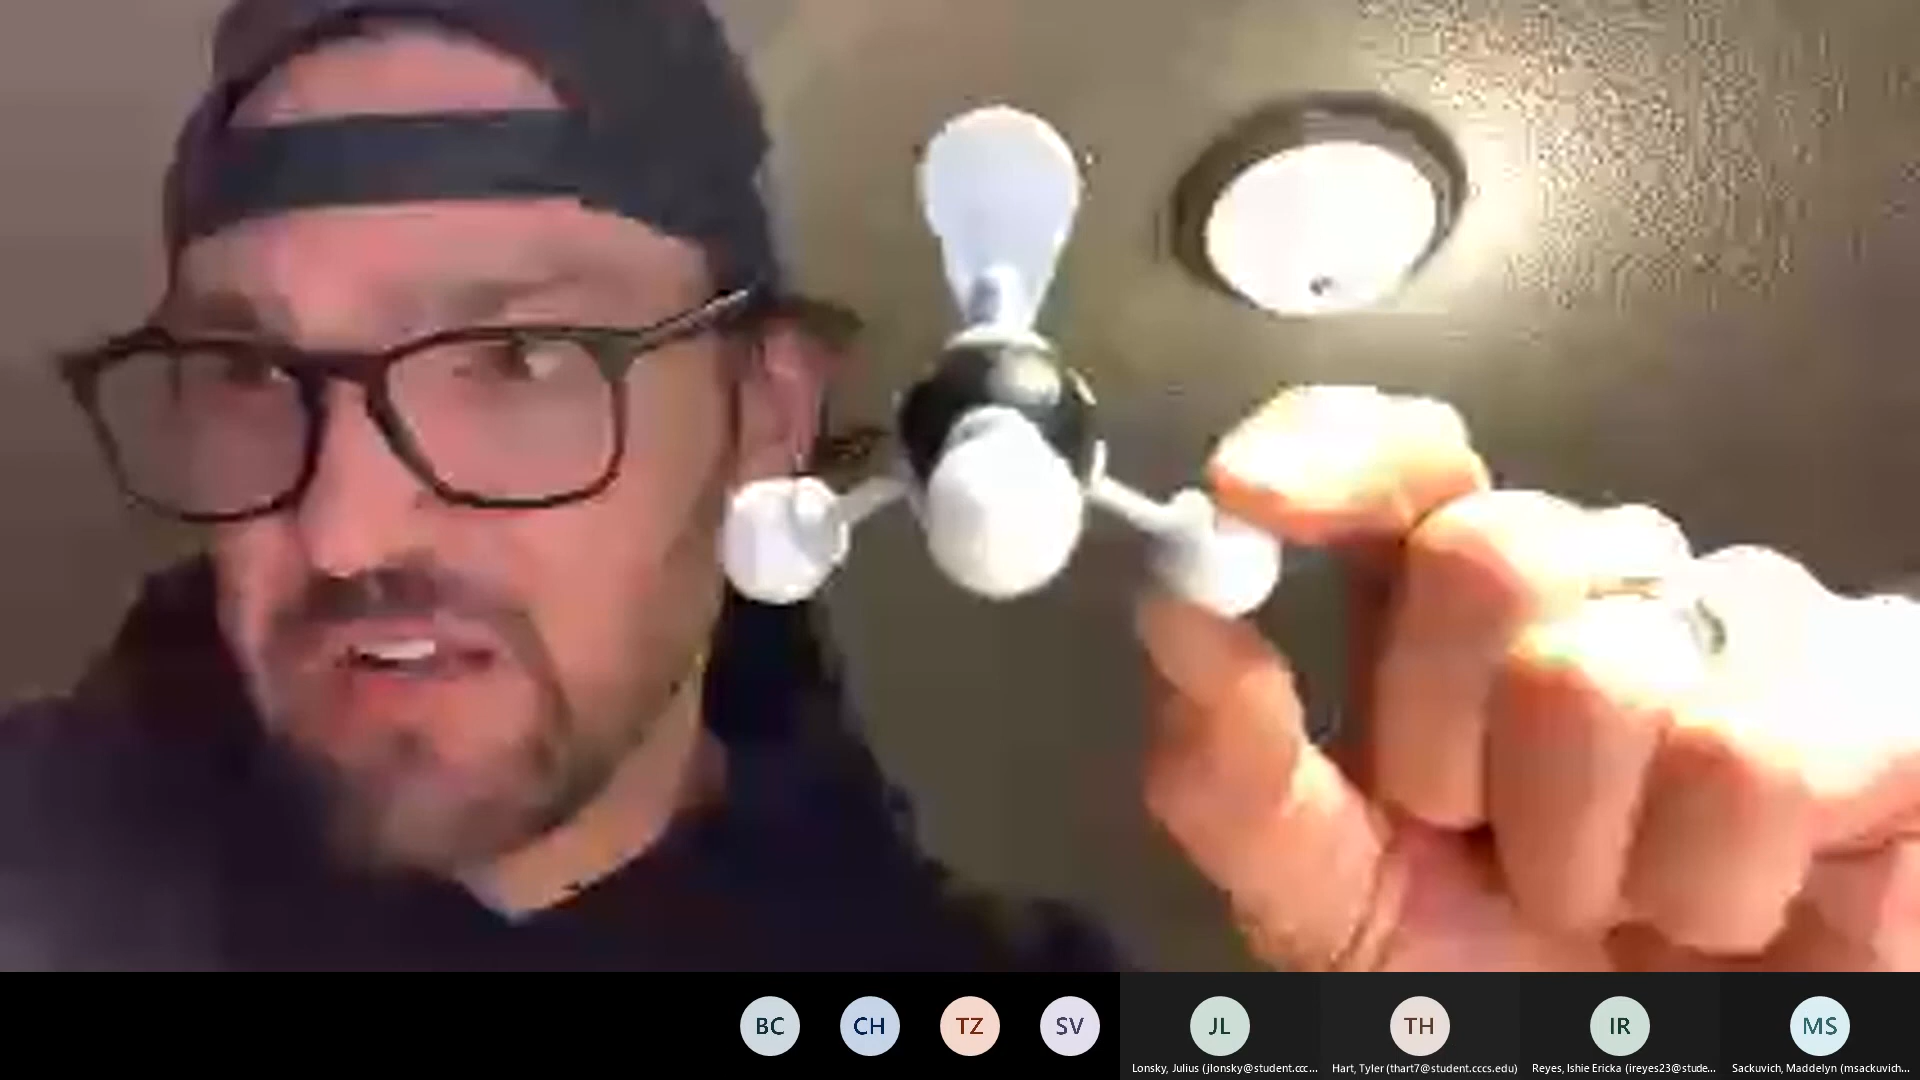 BC
CH
TZ
SV
JL
TH
IR
MS
Lonsky, Julius (jlonsky@student.ccc...
Hart, Tyler (thart7@student.cccs.edu)
Reyes, Ishie Ericka (ireyes23@stude...
Sackuvich, Maddelyn (msackuvich...